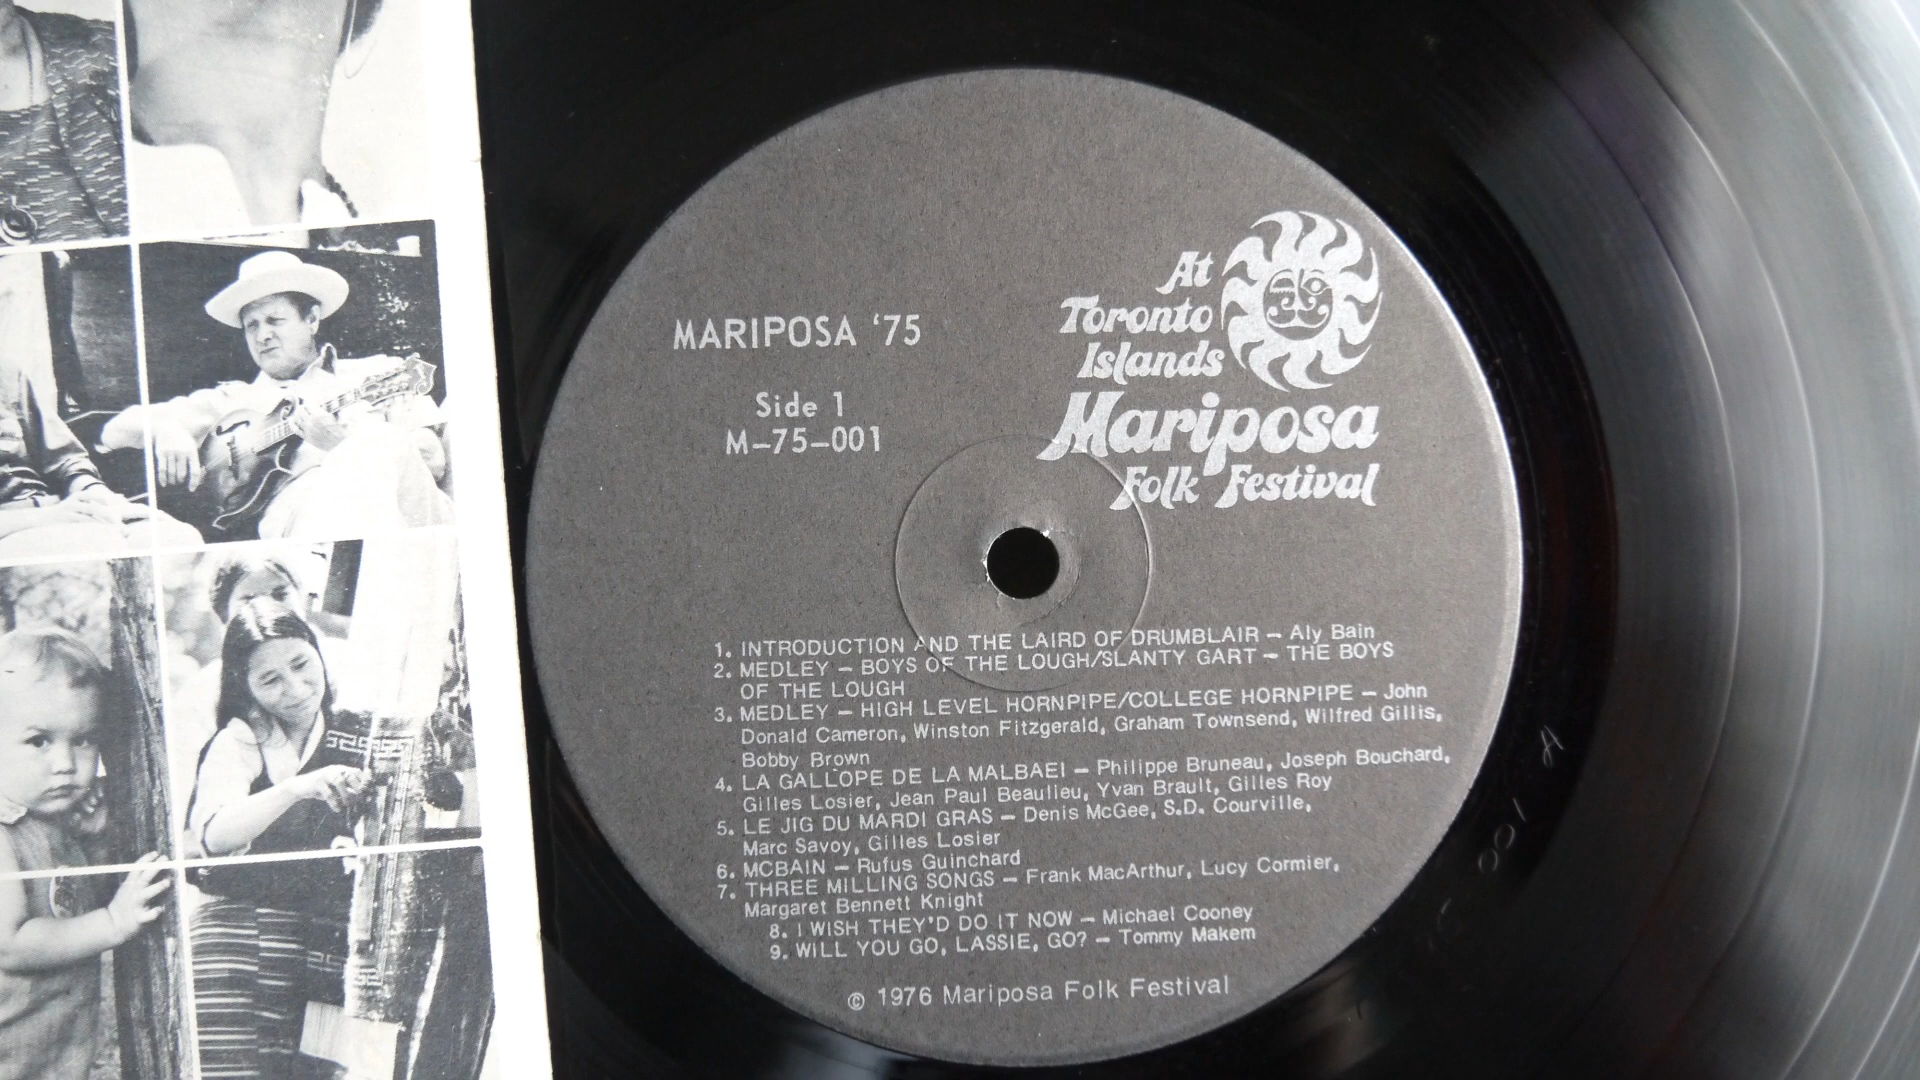 MARIPOSA '75
Side 1
M–75–001
At
Toronto
Islands
Mariposa
Folk Festival
1. INTRODUCTION AND THE LAIRD OF DRUMBLAIR – Aly Bain
2. MEDLEY – BOYS OF THE LOUGH/SLANTY GART – THE BOYS
OF THE LOUGH
3. MEDLEY – HIGH LEVEL HORNPIPE/COLLEGE HORNPIPE – John
Donald Cameron, Winston Fitzgerald, Graham Townsend, Wilfred Gillis,
Bobby Brown
4. LA GALLOPE DE LA MALBAEI – Philippe Bruneau, Joseph Bouchard,
Gilles Losier, Jean Paul Beaulieu, Yvan Brault, Gilles Roy
5. LE JIG DU MARDI GRAS – Denis McGee, S.D. Courville,
Marc Savoy, Gilles Losier
6. MCBAIN – Rufus Guinchard
7. THREE MILLING SONGS – Frank MacArthur, Lucy Cormier,
Margaret Bennett Knight
8. I WISH THEY'D DO IT NOW – Michael Cooney
9. WILL YOU GO, LASSIE, GO? – Tommy Makem
© 1976 Mariposa Folk Festival
001 A